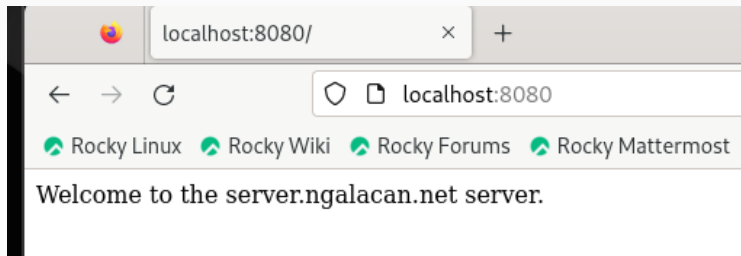 localhost:8080/
localhost:8080
Rocky Linux Rocky Wiki Rocky Forums Rocky Mattermost
Welcome to the server.ngalacan.net server.